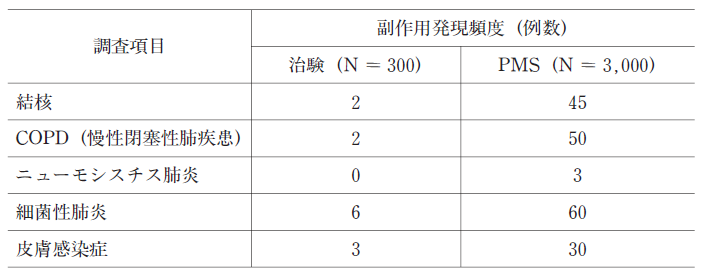 調査項目 副作用発現頻度(例数)
治験(N = 300) PMS(N = 3,000)
結核 2 45
COPD(慢性閉塞性肺疾患) 2 50
ニューモシスチス肺炎 0 3
細菌性肺炎 6 60
皮膚感染症 3 30